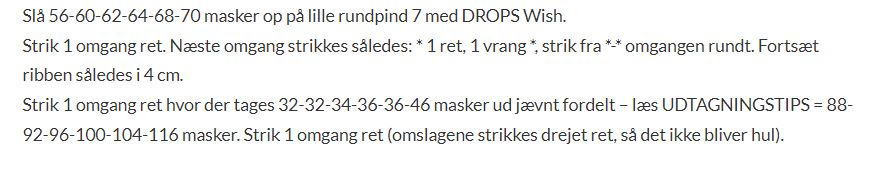 Slå 56-60-62-64-68-70 masker op på lille rundpind 7 med DROPS Wish.
Strik 1 omgang ret. Næste omgang strikkes således: * 1 ret, 1 vrang *, strik fra *-* omgangen rundt. Fortsæt
ribben således i 4 cm.
Strik 1 omgang ret hvor der tages 32-32-34-36-36-46 masker ud jævnt fordelt – læs UDTAGNINGSTIPS = 88-
92-96-100-104-116 masker. Strik 1 omgang ret (omslagene strikkes drejet ret, så det ikke bliver hul).